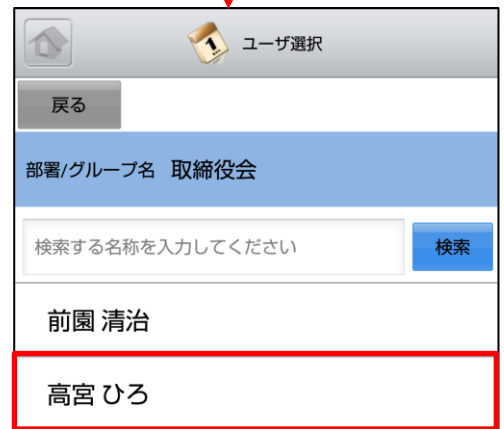 1 ユーザ選択
戻る
部署/グループ名 取締役会
検索する名称を入力してください 検索
前園 清治
高宮 ひろ